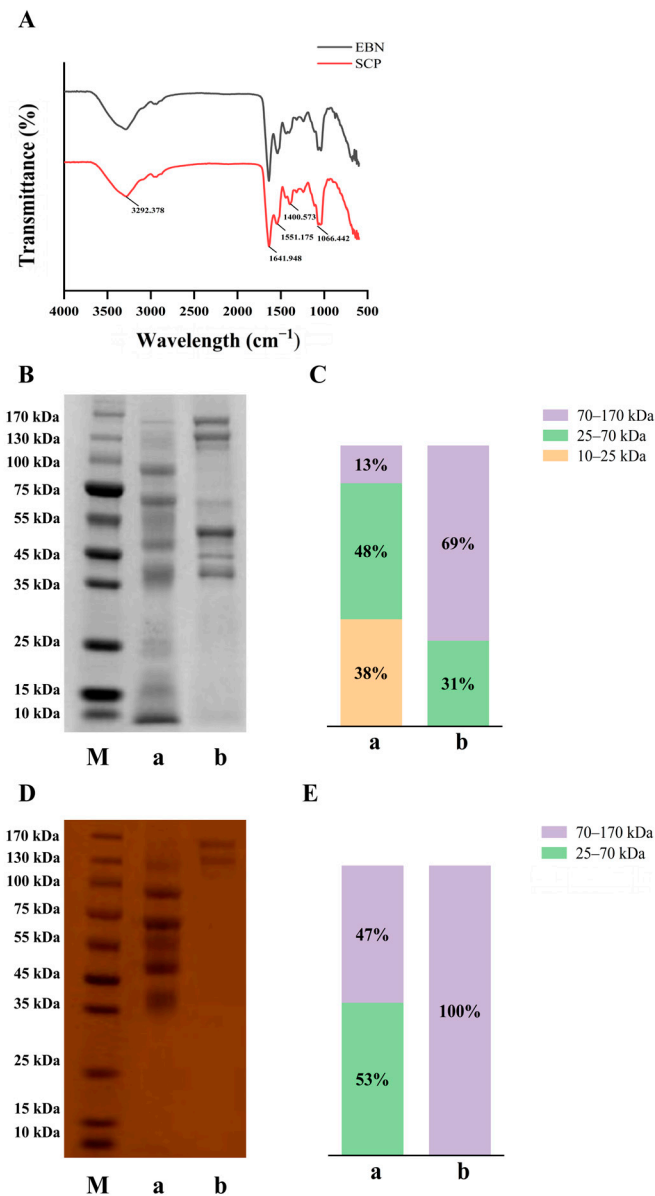 A
EBN
SCP
Transmittance (%)
3292.378
1400.573
1551.175
1066.442
1641.948
4000 3500 3000 2500 2000 1500 1000 500
Wavelength (cm⁻¹)
B
170 kDa
130 kDa
100 kDa
75 kDa
55 kDa
45 kDa
35 kDa
25 kDa
15 kDa
10 kDa
M a b
C
70–170 kDa
25–70 kDa
10–25 kDa
13%
48%
38%
69%
31%
a b
D
170 kDa
130 kDa
100 kDa
75 kDa
55 kDa
45 kDa
35 kDa
25 kDa
15 kDa
10 kDa
M a b
E
70–170 kDa
25–70 kDa
47%
53%
100%
a b